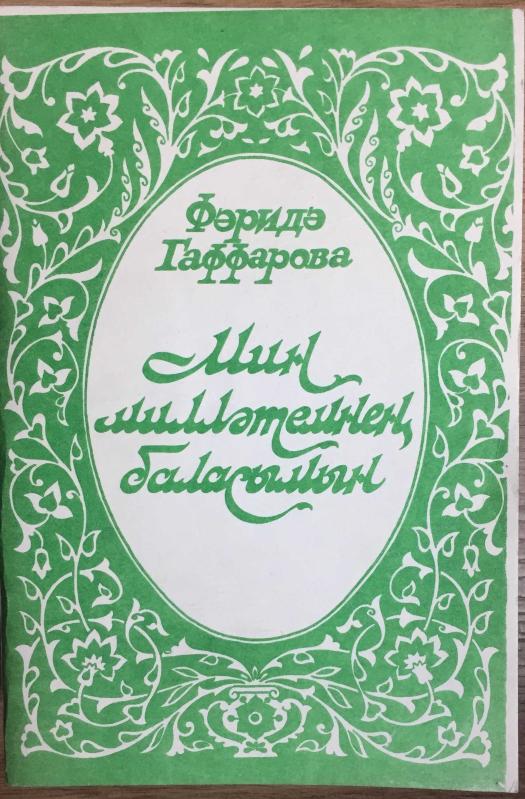 Фәридә
Гаффарова
Мин
милләтемнең
баласымын